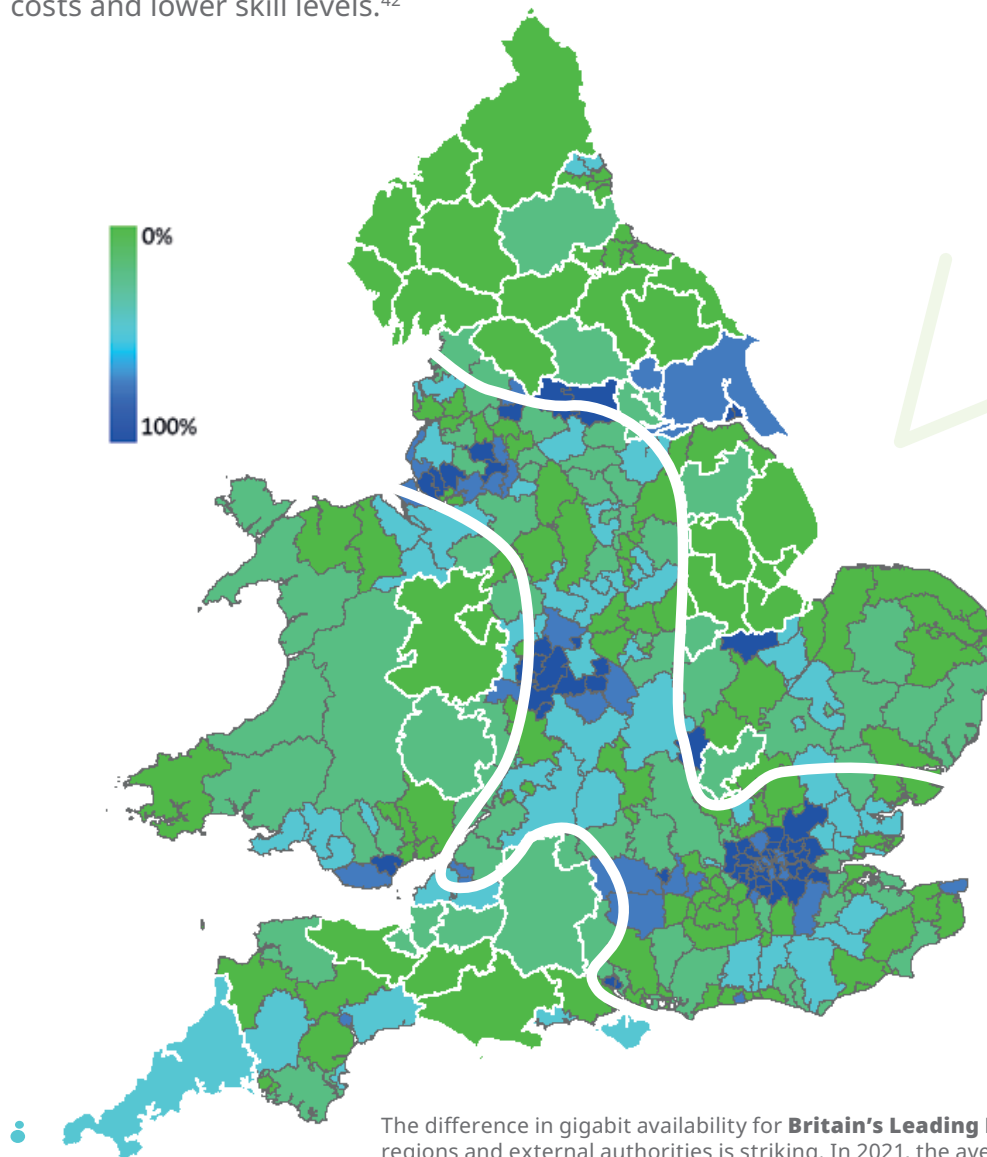 costs and lower skill levels.⁴²
0%
100%
The difference in gigabit availability for Britain's Leading
regions and external authorities is striking. In 2021, the ave